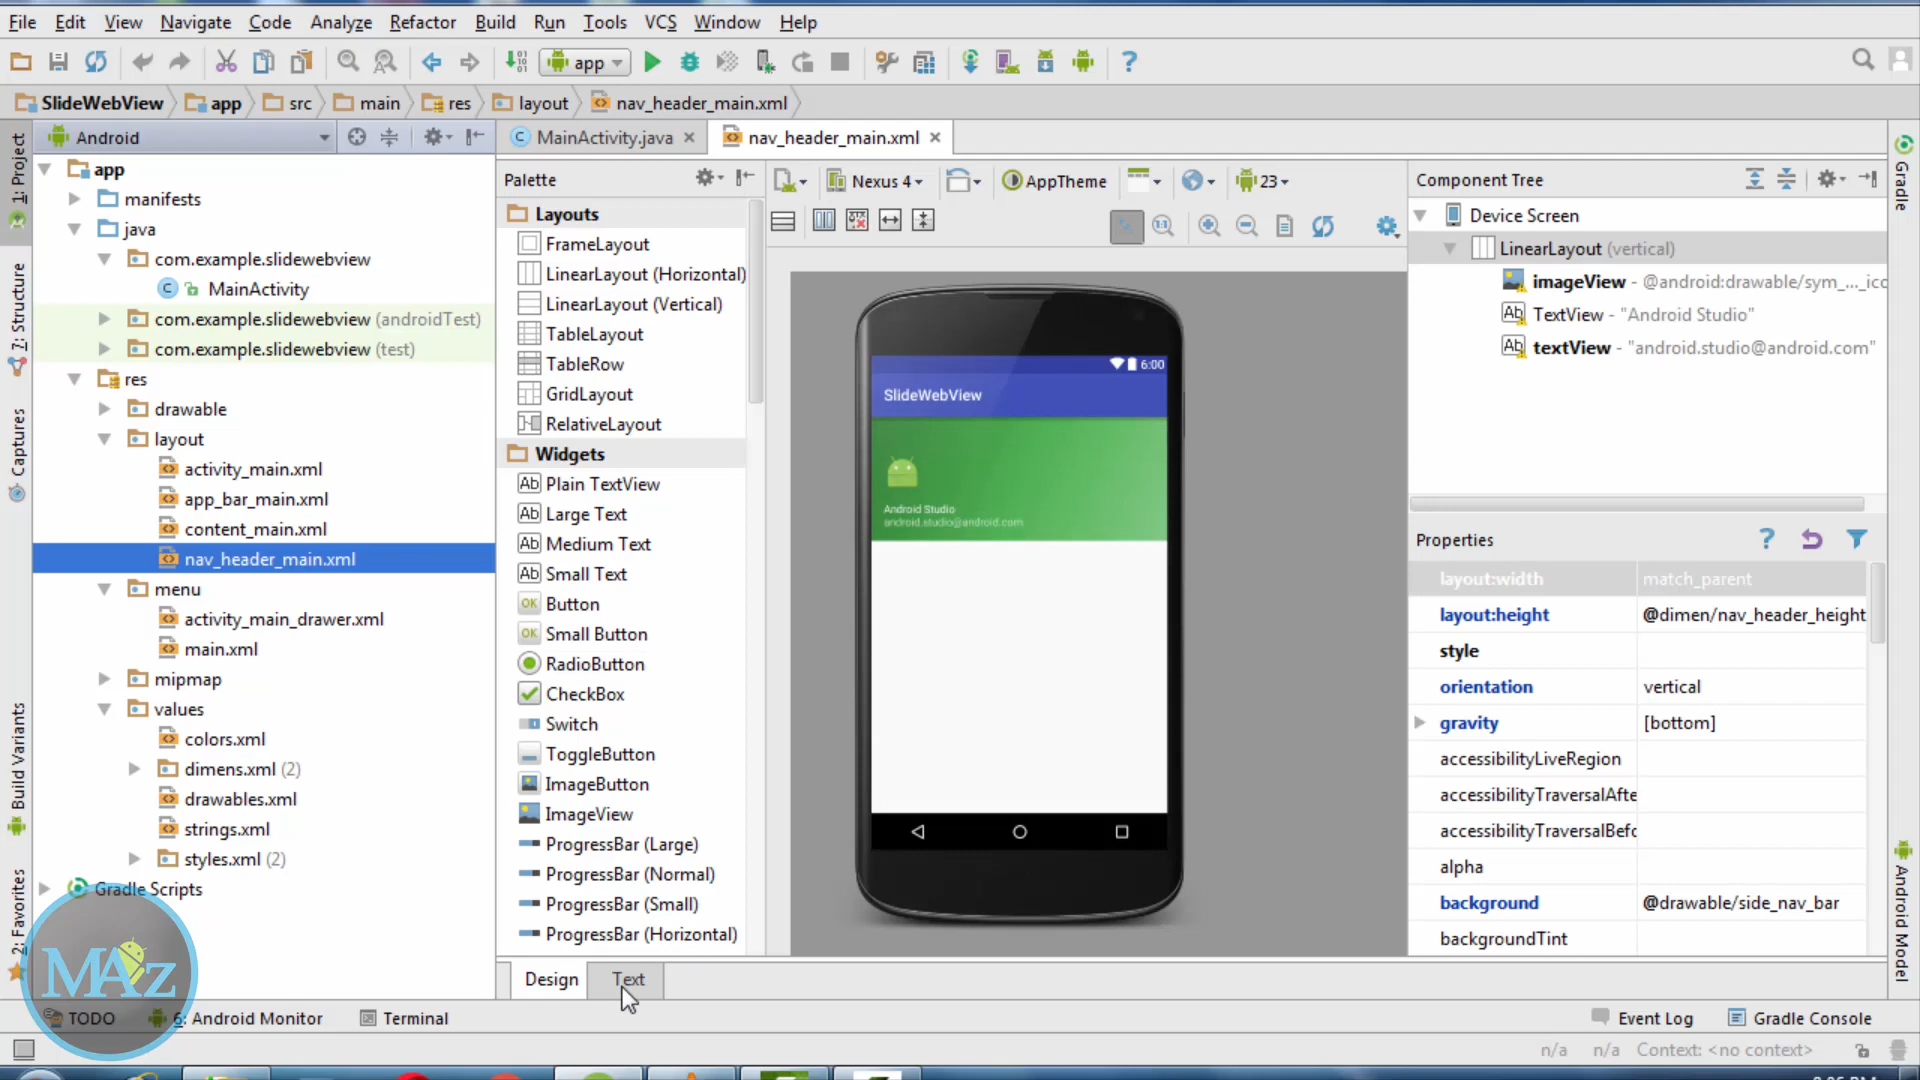 File Edit View Navigate Code Analyze Refactor Build Run Tools VCS Window Help
app
SlideWebView app src main res layout nav_header_main.xml
1: Project
7: Structure
Captures
Build Variants
2: Favorites
Android
app
manifests
java
com.example.slidewebview
MainActivity
com.example.slidewebview (androidTest)
com.example.slidewebview (test)
res
drawable
layout
activity_main.xml
app_bar_main.xml
content_main.xml
nav_header_main.xml
menu
activity_main_drawer.xml
main.xml
mipmap
values
colors.xml
dimens.xml (2)
drawables.xml
strings.xml
styles.xml (2)
Gradle Scripts
MainActivity.java nav_header_main.xml
Palette
Layouts
FrameLayout
LinearLayout (Horizontal)
LinearLayout (Vertical)
TableLayout
TableRow
GridLayout
RelativeLayout
Widgets
Plain TextView
Large Text
Medium Text
Small Text
Button
Small Button
RadioButton
CheckBox
Switch
ToggleButton
ImageButton
ImageView
ProgressBar (Large)
ProgressBar (Normal)
ProgressBar (Small)
ProgressBar (Horizontal)
Nexus 4 AppTheme 23
6:00
SlideWebView
Android Studio
android.studio@android.com
Component Tree
Device Screen
LinearLayout (vertical)
imageView - @android:drawable/sym_..._ico
TextView - "Android Studio"
textView - "android.studio@android.com"
Properties
layout:width match_parent
layout:height @dimen/nav_header_height
style
orientation vertical
gravity [bottom]
accessibilityLiveRegion
accessibilityTraversalAfte
accessibilityTraversalBefo
alpha
background @drawable/side_nav_bar
backgroundTint
Gradle
Android Model
Design Text
MAz
TODO 6: Android Monitor Terminal Event Log Gradle Console
n/a n/a Context: <no context>